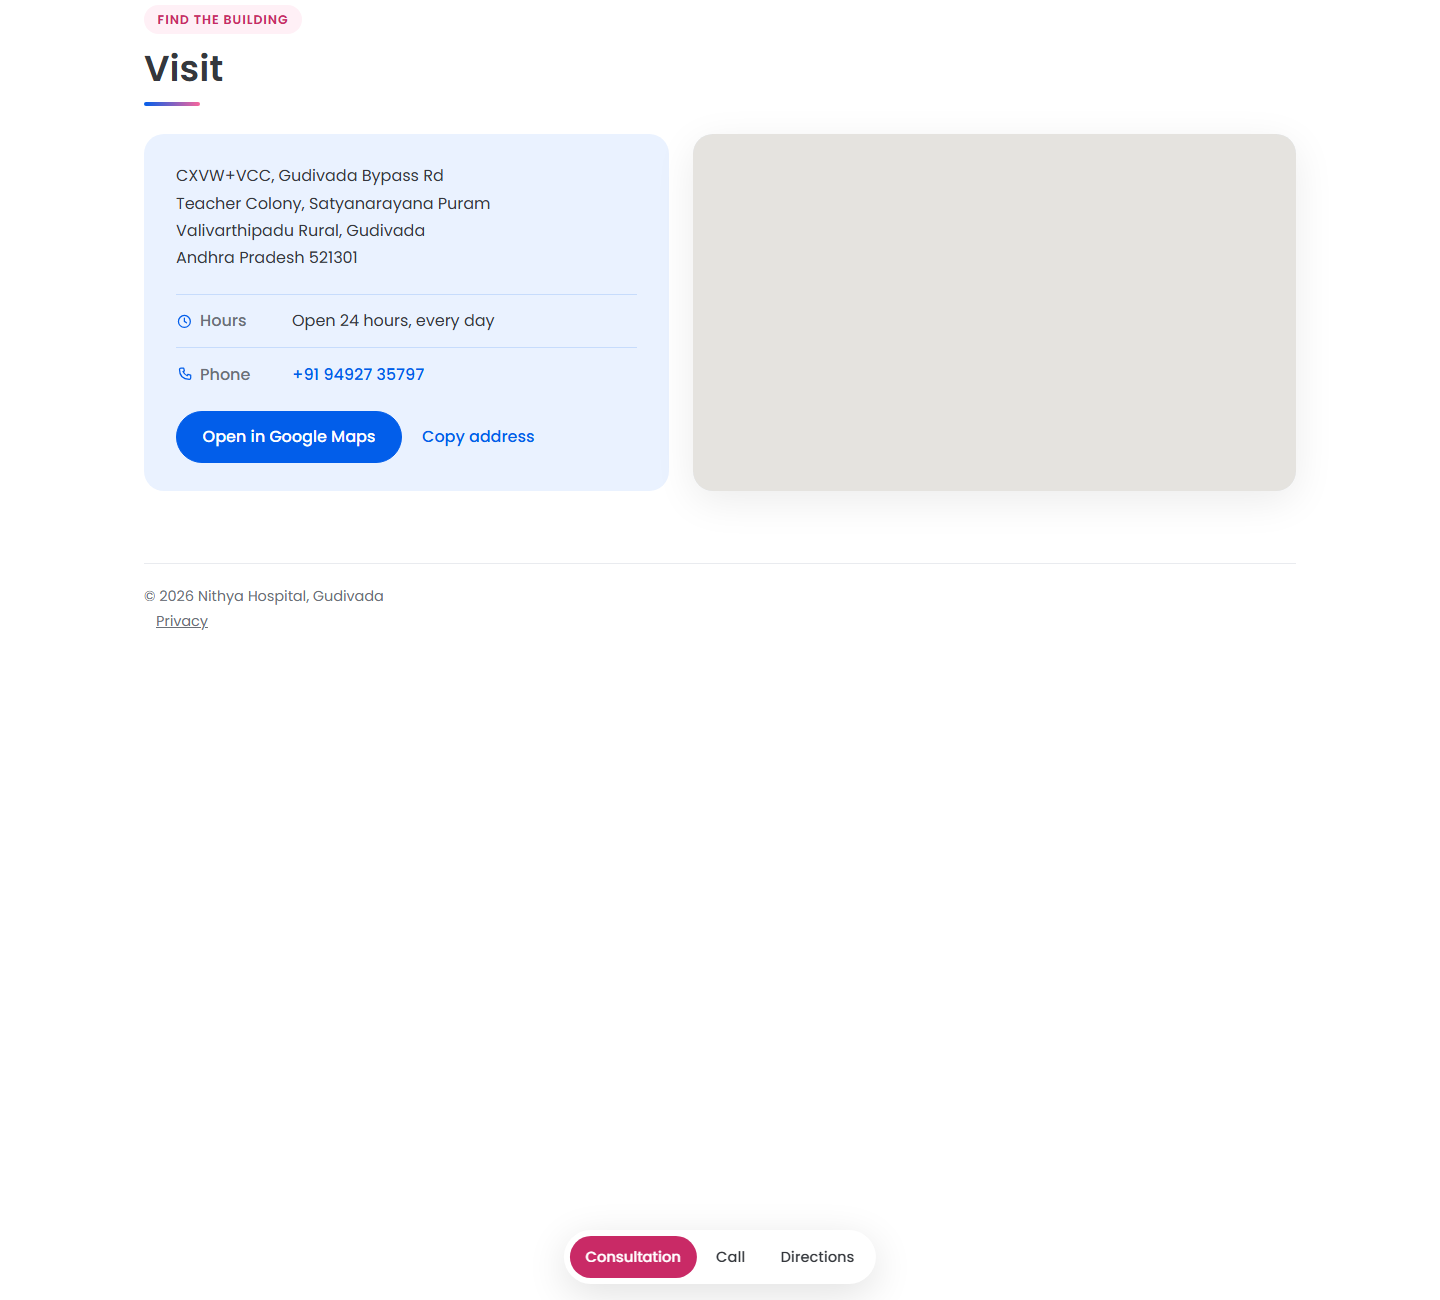 FIND THE BUILDING
Visit
CXVW+VCC, Gudivada Bypass Rd
Teacher Colony, Satyanarayana Puram
Valivarthipadu Rural, Gudivada
Andhra Pradesh 521301
Hours Open 24 hours, every day
Phone +91 94927 35797
Open in Google Maps Copy address
© 2026 Nithya Hospital, Gudivada
Privacy
Consultation Call Directions